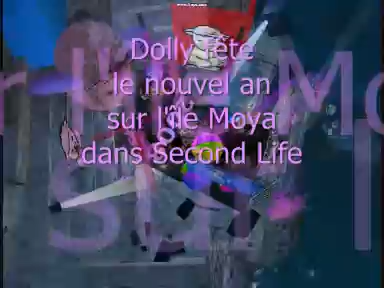 Dolly fête
le nouvel an
sur l'île Moya
dans Second Life